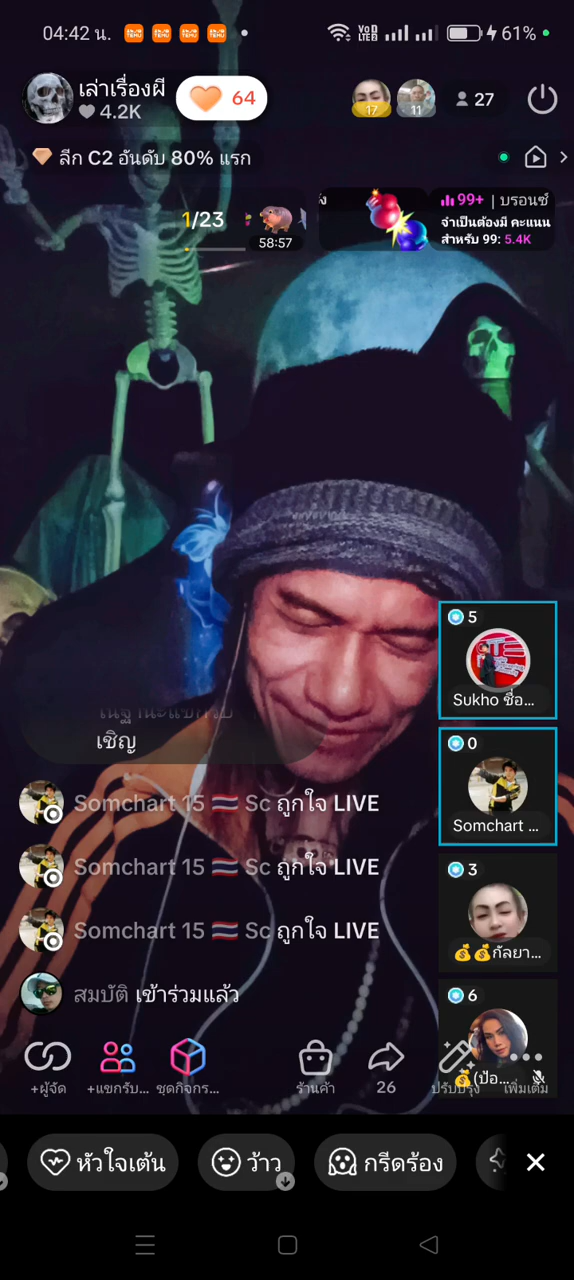 04:42 น.
VoD LTE2
61%
เล่าเรื่องผี
4.2K
64
17
11
27
ลีก C2 อันดับ 80% แรก
1/23
58:57
99+ | บรอนซ์
จำเป็นต้องมี คะแนน
สำหรับ 99: 5.4K
5
Sukho ชื่อ...
เชิญ
0
Somchart ...
Somchart 15 🇹🇭 Sc ถูกใจ LIVE
Somchart 15 🇹🇭 Sc ถูกใจ LIVE
3
💰💰กัลยา...
Somchart 15 🇹🇭 Sc ถูกใจ LIVE
สมบัติ เข้าร่วมแล้ว
6
💰(ป้อ...
+ผู้จัด
+แขกรับ...
ชุดกิจกร...
ร้านค้า
26
ปรับปรุง
เพิ่มเติม
หัวใจเต้น
ว้าว
กรีดร้อง